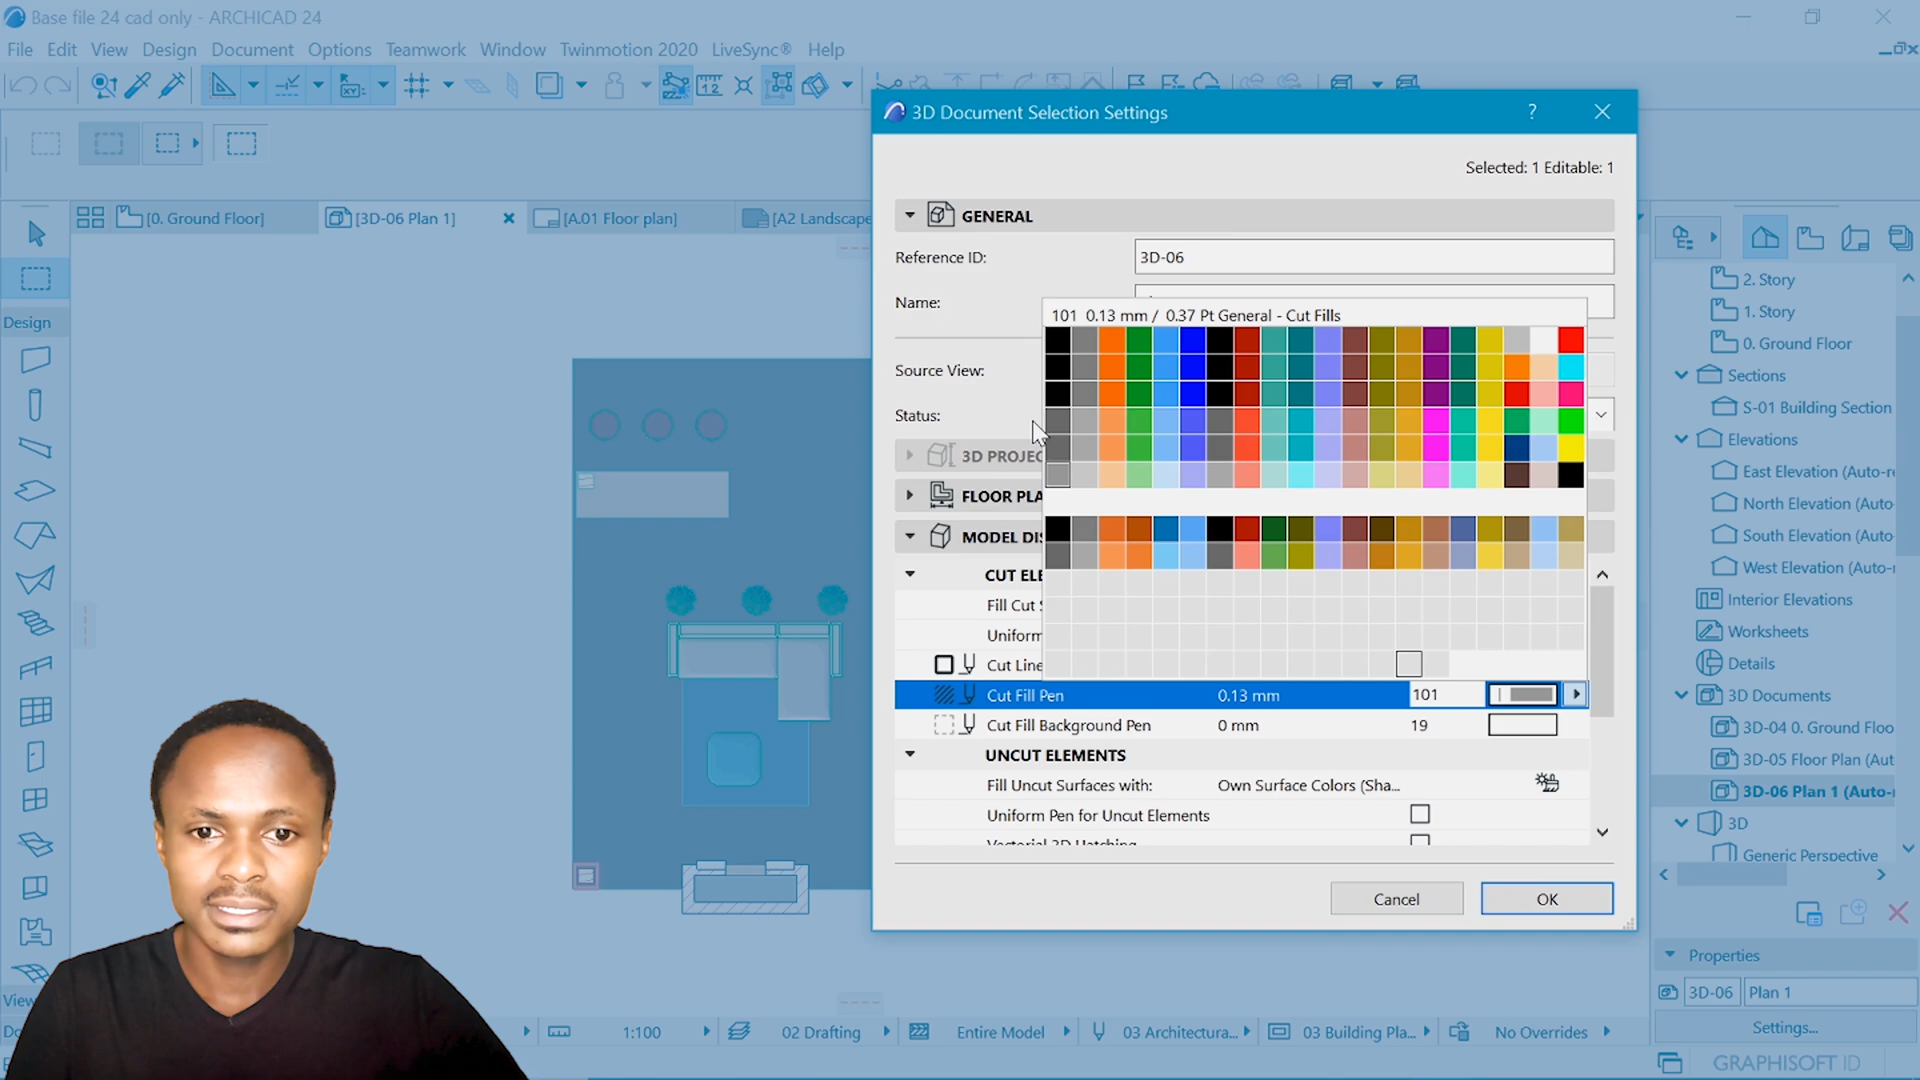 Base file 24 cad only - ARCHICAD 24
File Edit View Design Document Options Teamwork Window Twinmotion 2020 LiveSync® Help
[0. Ground Floor]
[3D-06 Plan 1]
[A.01 Floor plan]
[A2 Landscape
Design
3D Document Selection Settings
?
Selected: 1 Editable: 1
GENERAL
Reference ID: 3D-06
Name:
101 0.13 mm / 0.37 Pt General - Cut Fills
Source View:
Status:
3D PROJEC
FLOOR PLA
MODEL DIS
CUT ELE
Fill Cut
Uniform
Cut Line
Cut Fill Pen 0.13 mm 101
Cut Fill Background Pen 0 mm 19
UNCUT ELEMENTS
Fill Uncut Surfaces with: Own Surface Colors (Sha...
Uniform Pen for Uncut Elements
Vectorial 3D Hatching
Cancel
OK
2. Story
1. Story
0. Ground Floor
Sections
S-01 Building Section
Elevations
East Elevation (Auto-r
North Elevation (Auto
South Elevation (Auto
West Elevation (Auto-
Interior Elevations
Worksheets
Details
3D Documents
3D-04 0. Ground Floo
3D-05 Floor Plan (Aut
3D-06 Plan 1 (Auto-
3D
Generic Perspective
Properties
3D-06 Plan 1
Settings...
View
1:100 02 Drafting Entire Model 03 Architectura... 03 Building Pla... No Overrides
GRAPHISOFT ID